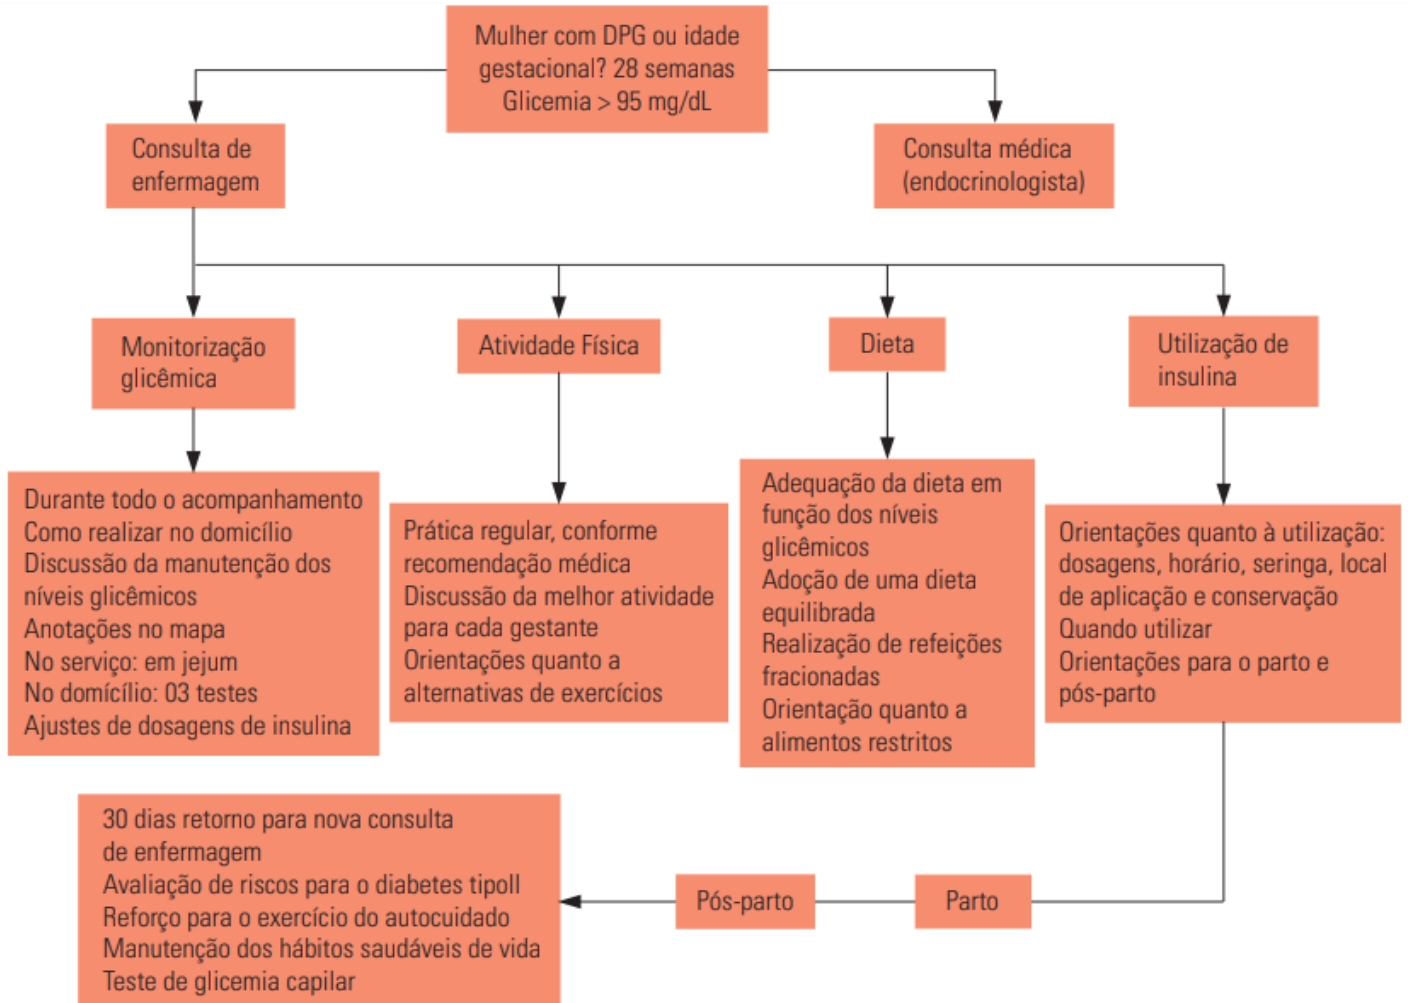 Mulher com DPG ou idade
gestacional? 28 semanas
Glicemia > 95 mg/dL
Consulta de
enfermagem
Consulta médica
(endocrinologista)
Monitorização
glicêmica
Atividade Física
Dieta
Utilização de
insulina
Durante todo o acompanhamento
Como realizar no domicílio
Discussão da manutenção dos
níveis glicêmicos
Anotações no mapa
No serviço: em jejum
No domicílio: 03 testes
Ajustes de dosagens de insulina
Prática regular, conforme
recomendação médica
Discussão da melhor atividade
para cada gestante
Orientações quanto a
alternativas de exercícios
Adequação da dieta em
função dos níveis
glicêmicos
Adoção de uma dieta
equilibrada
Realização de refeições
fracionadas
Orientação quanto a
alimentos restritos
Orientações quanto à utilização:
dosagens, horário, seringa, local
de aplicação e conservação
Quando utilizar
Orientações para o parto e
pós-parto
30 dias retorno para nova consulta
de enfermagem
Avaliação de riscos para o diabetes tipoll
Reforço para o exercício do autocuidado
Manutenção dos hábitos saudáveis de vida
Teste de glicemia capilar
Pós-parto
Parto